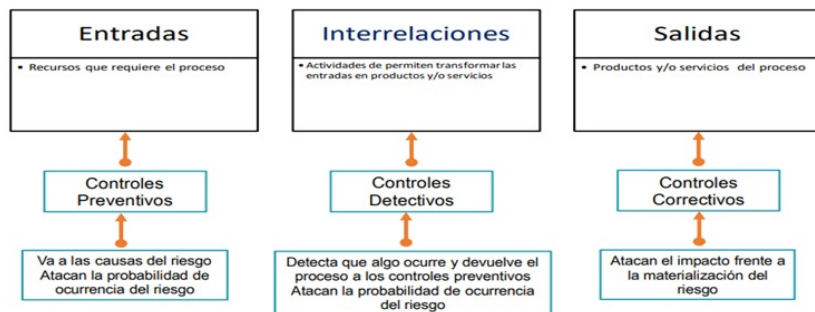 Entradas
• Recursos que requiere el proceso
Controles
Preventivos
Va a las causas del riesgo
Atacan la probabilidad de
ocurrencia del riesgo
Interrelaciones
• Actividades de permiten transformar las
entradas en productos y/o servicios
Controles
Detectivos
Detecta que algo ocurre y devuelve el
proceso a los controles preventivos
Atacan la probabilidad de ocurrencia
del riesgo
Salidas
• Productos y/o servicios del proceso
Controles
Correctivos
Atacan el impacto frente a
la materialización del
riesgo